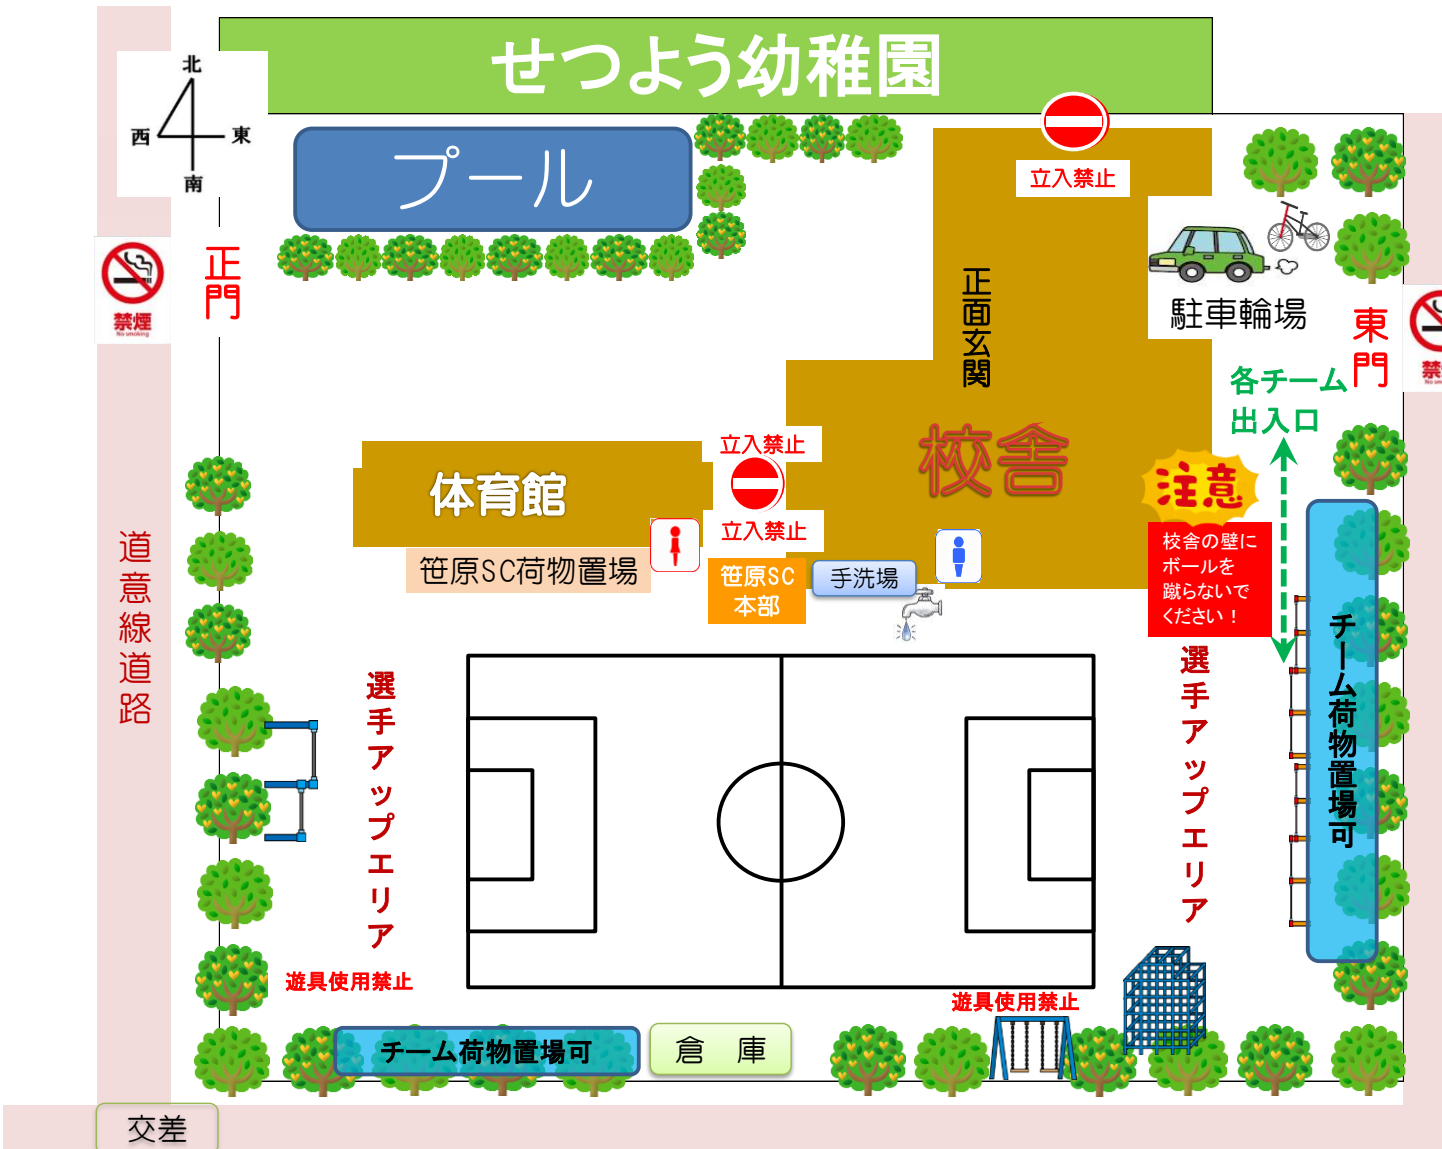 せつよう幼稚園
北
西
東
南
プール
立入禁止
正門
禁煙
No smoking
正面玄関
駐車輪場
東門
各チーム
出入口
校舎
体育館
立入禁止
立入禁止
注意
校舎の壁に
ボールを
蹴らないで
ください！
笹原SC荷物置場
笹原SC
本部
手洗場
道意線道路
選手アップエリア
選手アップエリア
チーム荷物置場可
遊具使用禁止
遊具使用禁止
チーム荷物置場可
倉 庫
交差